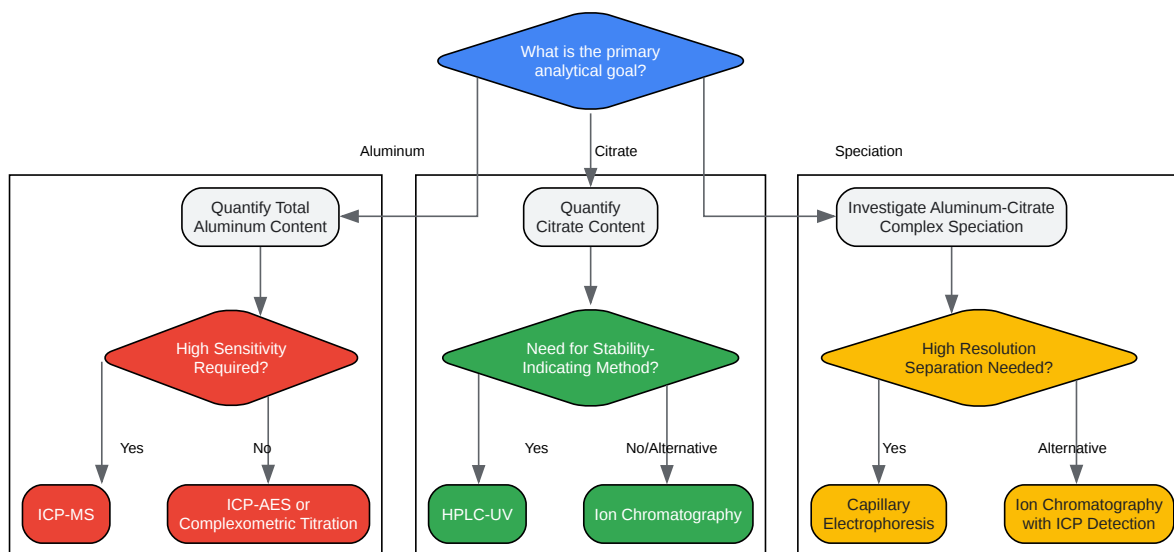 What is the primary
analytical goal?
Aluminum
Citrate
Speciation
Quantify Total
Aluminum Content
Quantify
Citrate Content
Investigate Aluminum-Citrate
Complex Speciation
High Sensitivity
Required?
Need for Stability-
Indicating Method?
High Resolution
Separation Needed?
Yes
No
Yes
No/Alternative
Yes
Alternative
ICP-MS
ICP-AES or
Complexometric Titration
HPLC-UV
Ion Chromatography
Capillary
Electrophoresis
Ion Chromatography
with ICP Detection